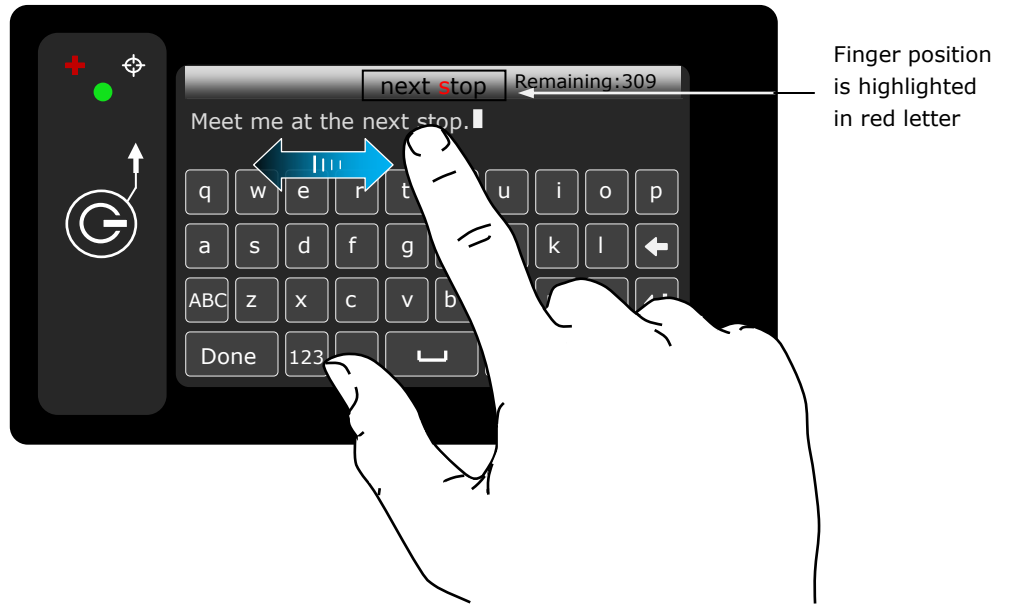 next stop
Remaining:309
Finger position
is highlighted
in red letter
Meet me at the next stop.
q w e r t u i o p
a s d f g k l
ABC z x c v b
Done 123